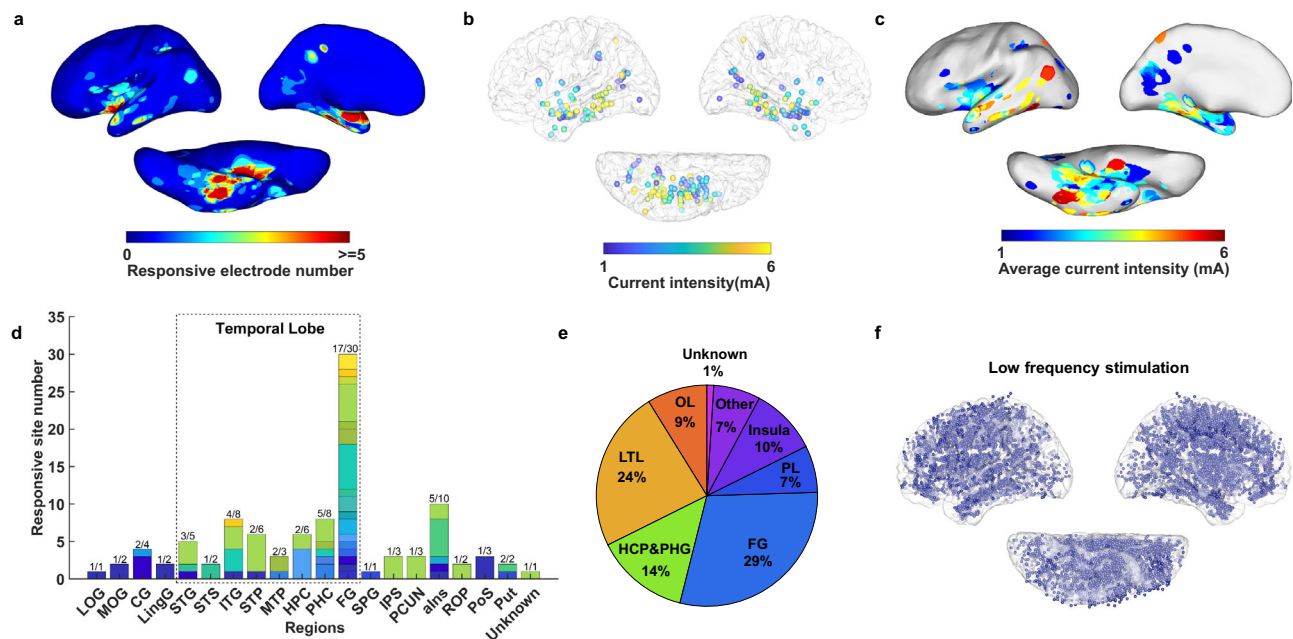 a
0
>=5
Responsive electrode number
b
1
6
Current intensity(mA)
c
1
6
Average current intensity (mA)
d
Temporal Lobe
35
30
25
20
15
10
5
0
Responsive site number
1/1
1/2
2/4
1/2
3/5
1/2
4/8
2/6
2/3
2/6
5/8
17/30
1/1
1/3
1/3
5/10
1/2
1/3
2/2
1/1
LOG
MOG
CG
LingG
STG
STS
ITG
STP
MTP
HPC
PHC
FG
SPG
IPS
PCUN
aIns
ROP
PoS
Put
Unknown
Regions
e
Unknown
1%
Other
7%
Insula
10%
PL
7%
FG
29%
HCP&PHG
14%
LTL
24%
OL
9%
f
Low frequency stimulation